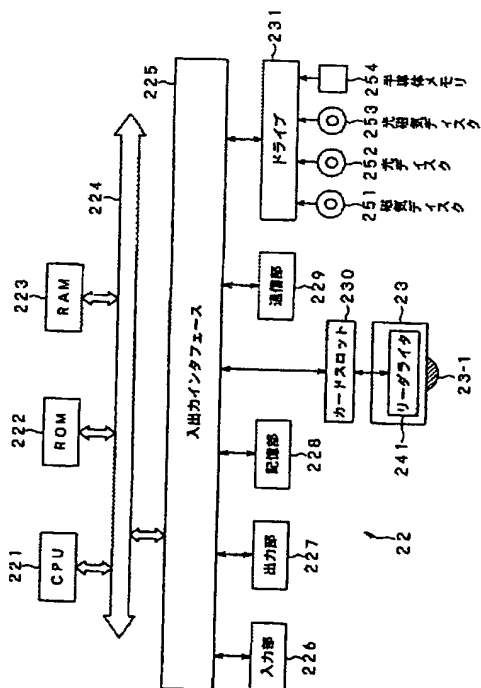 221
CPU
222
ROM
223
RAM
224
225
入出力インタフェース
226
入力部
227
出力部
228
記憶部
229
通信部
230
カードスロット
23
リーダライタ
241
23-1
22
231
ドライブ
251 磁気ディスク
252 光ディスク
253 光磁気ディスク
254 半導体メモリ